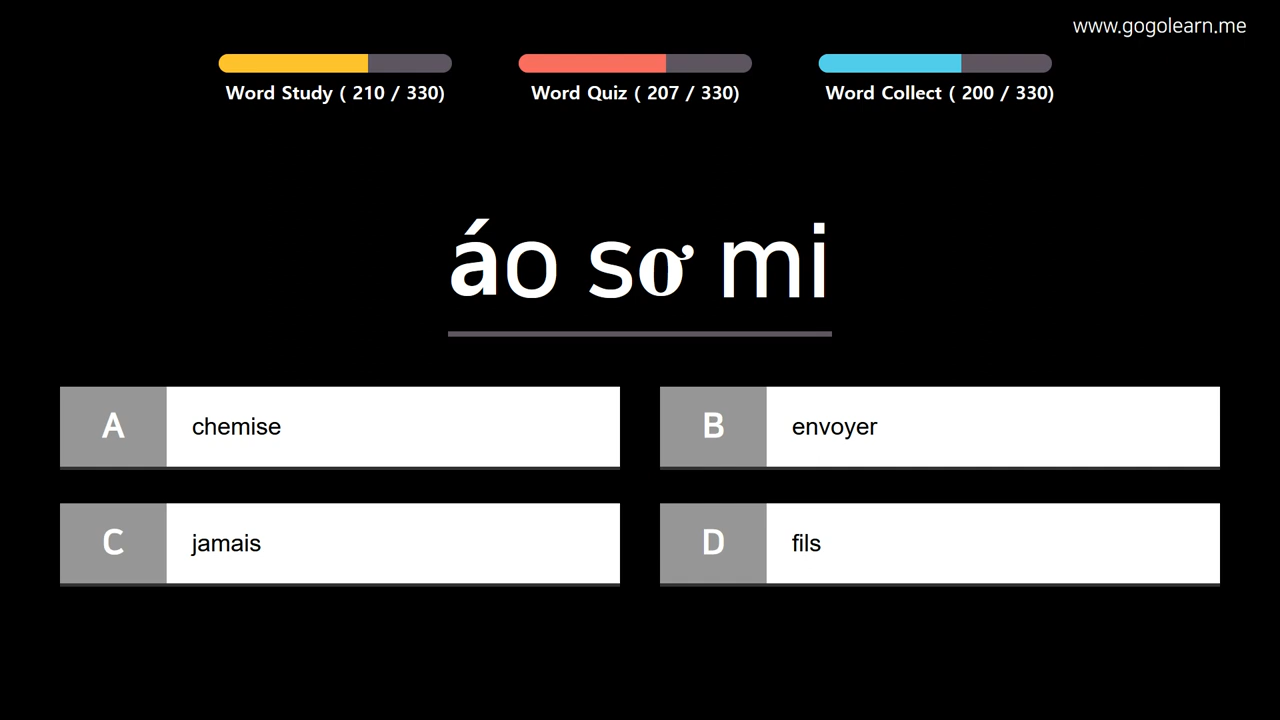 www.gogolearn.me
Word Study ( 210 / 330)
Word Quiz ( 207 / 330)
Word Collect ( 200 / 330)
áo sơ mi
A chemise
B envoyer
C jamais
D fils